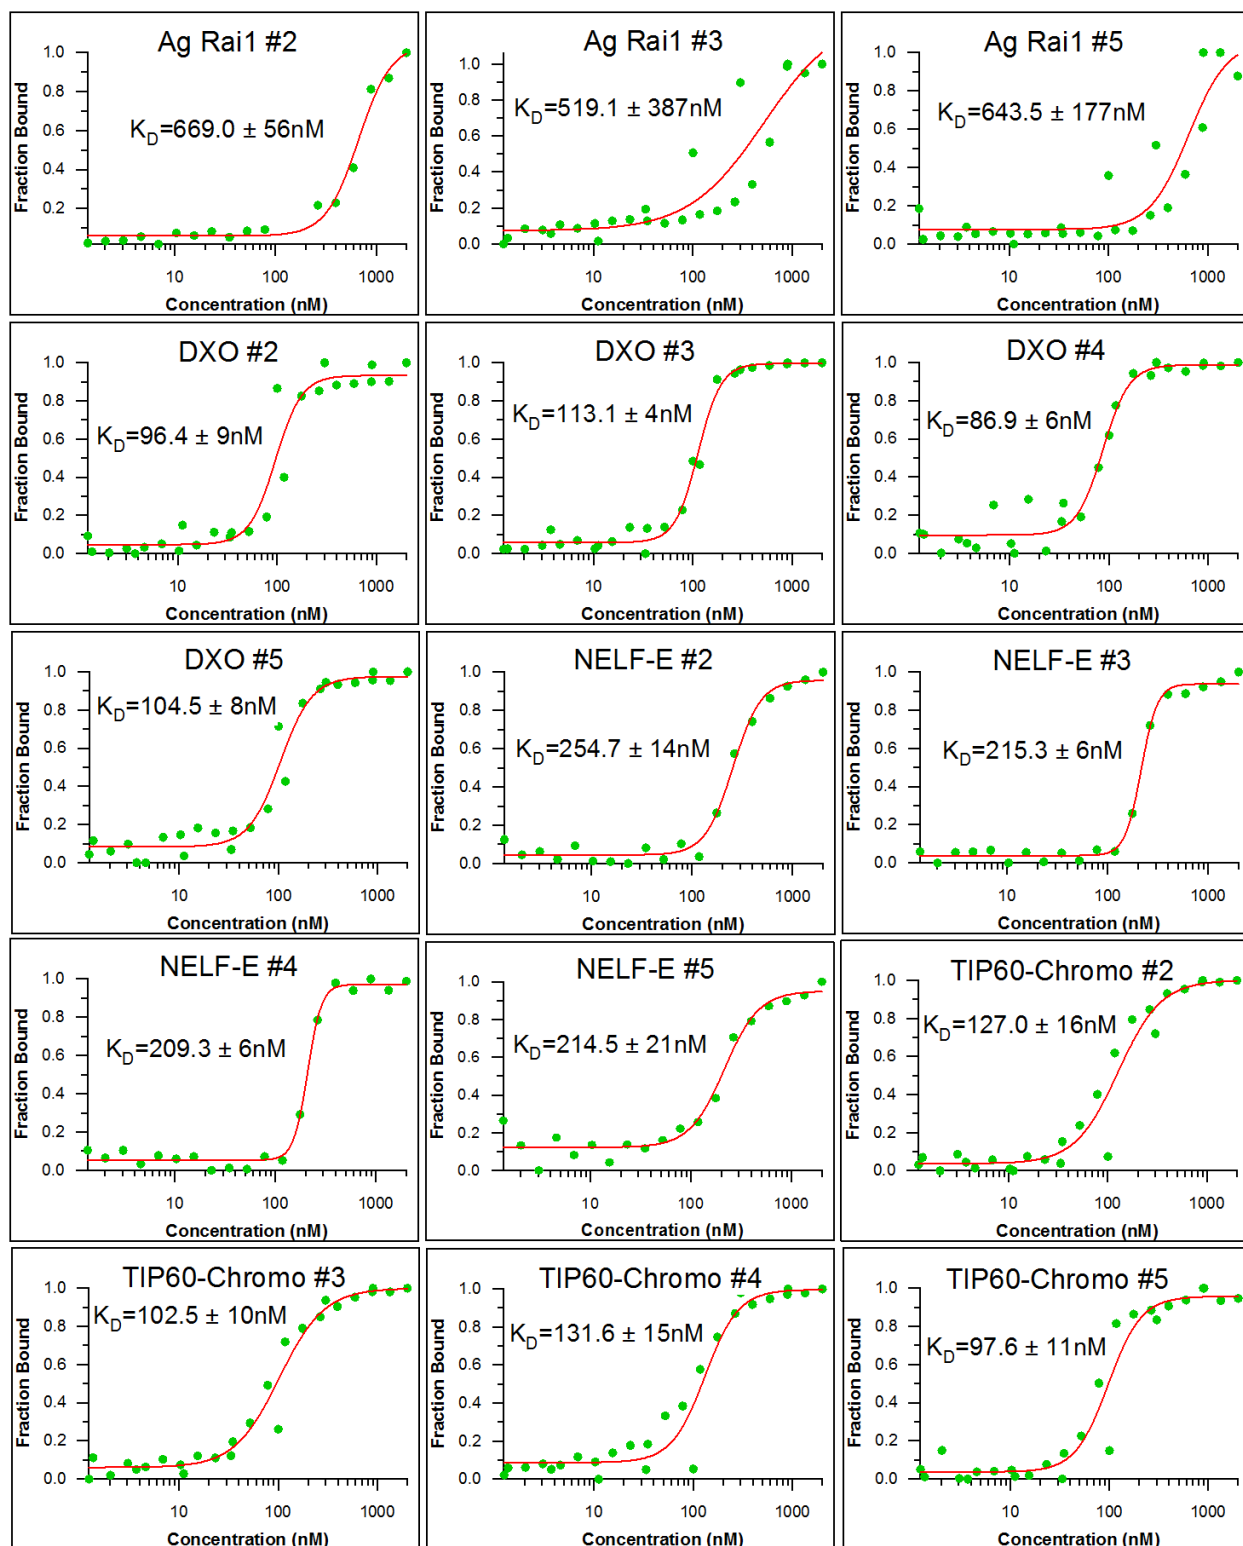 Ag Rai1 #2
Fraction Bound
1.0
0.8
0.6
0.4
0.2
K_D=669.0 ± 56nM
10 100 1000
Concentration (nM)
Ag Rai1 #3
Fraction Bound
1.0
0.8
0.6
0.4
0.2
0.0
K_D=519.1 ± 387nM
10 100 1000
Concentration (nM)
Ag Rai1 #5
Fraction Bound
1.0
0.8
0.6
0.4
0.2
0.0
K_D=643.5 ± 177nM
10 100 1000
Concentration (nM)
DXO #2
Fraction Bound
1.0
0.8
0.6
0.4
0.2
0.0
K_D=96.4 ± 9nM
10 100 1000
Concentration (nM)
DXO #3
Fraction Bound
1.0
0.8
0.6
0.4
0.2
0.0
K_D=113.1 ± 4nM
10 100 1000
Concentration (nM)
DXO #4
Fraction Bound
1.0
0.8
0.6
0.4
0.2
0.0
K_D=86.9 ± 6nM
10 100 1000
Concentration (nM)
DXO #5
Fraction Bound
1.0
0.8
0.6
0.4
0.2
0.0
K_D=104.5 ± 8nM
10 100 1000
Concentration (nM)
NELF-E #2
Fraction Bound
1.0
0.8
0.6
0.4
0.2
0.0
K_D=254.7 ± 14nM
10 100 1000
Concentration (nM)
NELF-E #3
Fraction Bound
1.0
0.8
0.6
0.4
0.2
0.0
K_D=215.3 ± 6nM
10 100 1000
Concentration (nM)
NELF-E #4
Fraction Bound
1.0
0.8
0.6
0.4
0.2
0.0
K_D=209.3 ± 6nM
10 100 1000
Concentration (nM)
NELF-E #5
Fraction Bound
1.0
0.8
0.6
0.4
0.2
0.0
K_D=214.5 ± 21nM
10 100 1000
Concentration (nM)
TIP60-Chromo #2
Fraction Bound
1.0
0.8
0.6
0.4
0.2
0.0
K_D=127.0 ± 16nM
10 100 1000
Concentration (nM)
TIP60-Chromo #3
Fraction Bound
1.0
0.8
0.6
0.4
0.2
0.0
K_D=102.5 ± 10nM
10 100 1000
Concentration (nM)
TIP60-Chromo #4
Fraction Bound
1.0
0.8
0.6
0.4
0.2
0.0
K_D=131.6 ± 15nM
10 100 1000
Concentration (nM)
TIP60-Chromo #5
Fraction Bound
1.0
0.8
0.6
0.4
0.2
0.0
K_D=97.6 ± 11nM
10 100 1000
Concentration (nM)